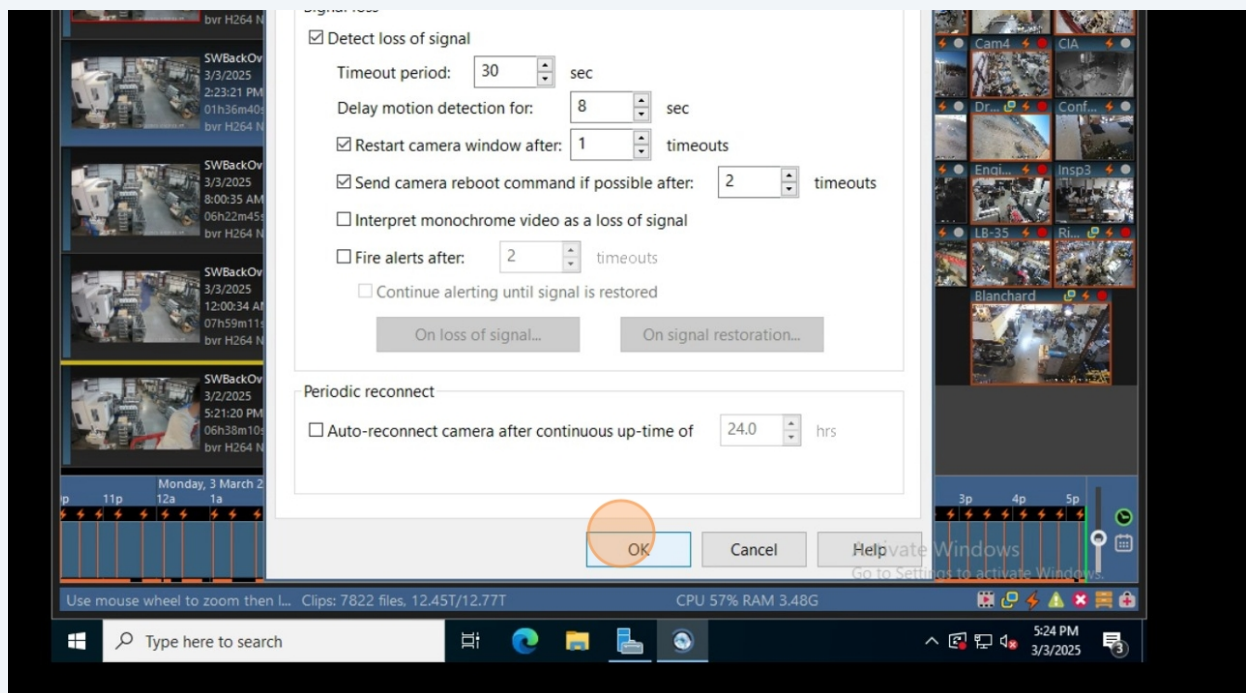 bvr H264 N
SWBackOv
3/3/2025
2:23:21 PM
01h36m40s
bvr H264 N
SWBackOv
3/3/2025
8:00:35 AM
06h22m45s
bvr H264 N
SWBackOv
3/3/2025
12:00:34 AM
07h59m11s
bvr H264 N
SWBackOv
3/2/2025
5:21:20 PM
06h38m10s
bvr H264 N
Signal loss
Detect loss of signal
Timeout period: 30 sec
Delay motion detection for: 8 sec
Restart camera window after: 1 timeouts
Send camera reboot command if possible after: 2 timeouts
Interpret monochrome video as a loss of signal
Fire alerts after: 2 timeouts
Continue alerting until signal is restored
On loss of signal... On signal restoration...
Periodic reconnect
Auto-reconnect camera after continuous up-time of 24.0 hrs
OK Cancel Help
Cam4 CIA
Dr... Conf...
Engi... Insp3
LB-35 Ri...
Blanchard
Monday, 3 March 2
p 11p 12a 1a 3p 4p 5p
Activate Windows
Go to Settings to activate Windows.
Use mouse wheel to zoom then l... Clips: 7822 files, 12.45T/12.77T CPU 57% RAM 3.48G
Type here to search
5:24 PM
3/3/2025
3